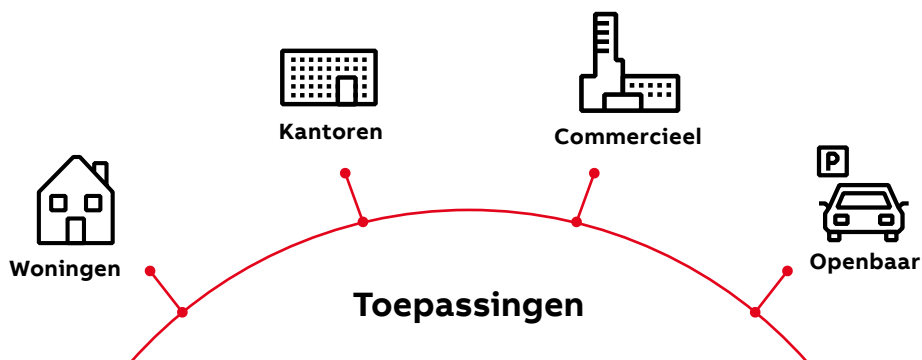 Kantoren
Commercieel
P
Woningen
Openbaar
Toepassingen